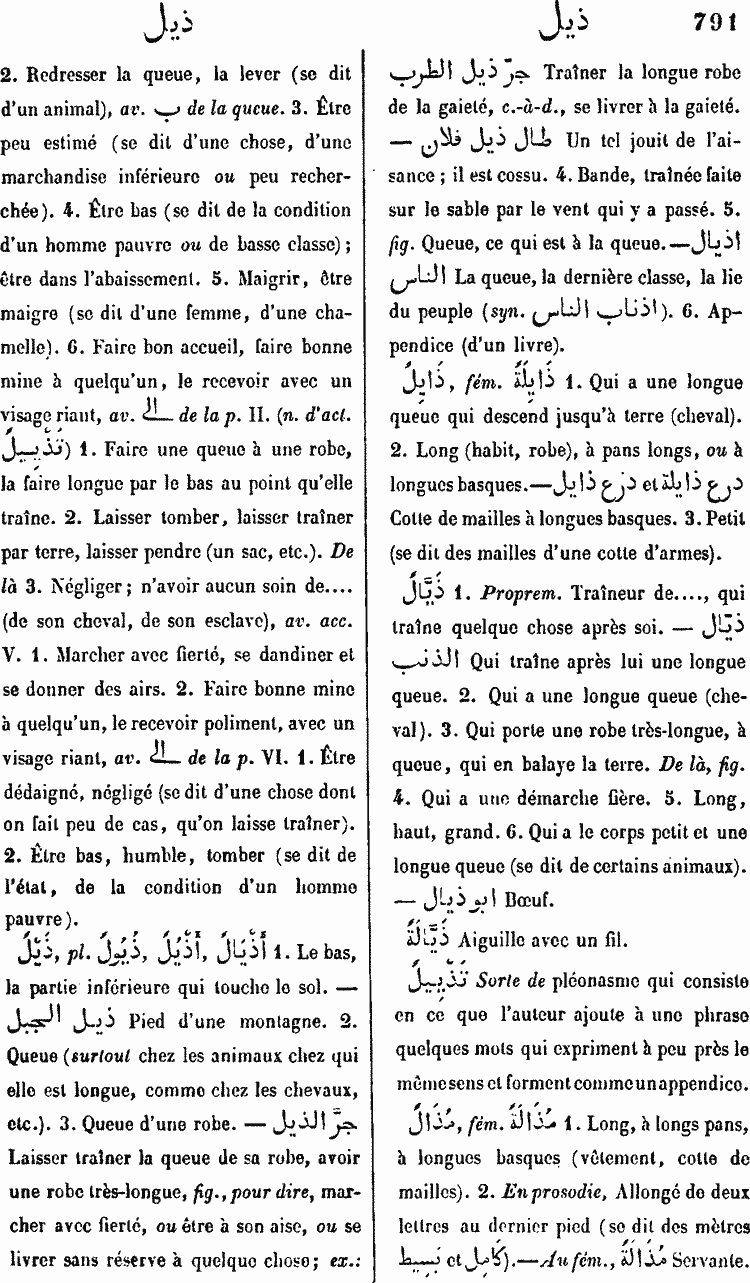 ذيل
ذيل 791
2. Redresser la queue, la lever (se dit
d'un animal), av. ب de la queue. 3. Être
peu estimé (se dit d'une chose, d'une
marchandise inférieure ou peu recher-
chée). 4. Être bas (se dit de la condition
d'un homme pauvre ou de basse classe);
être dans l'abaissement. 5. Maigrir, être
maigre (se dit d'une femme, d'une cha-
melle). 6. Faire bon accueil, faire bonne
mine à quelqu'un, le recevoir avec un
visage riant, av. الى de la p. II. (n. d'act.
تَذْيِيلٌ) 1. Faire une queue à une robe,
la faire longue par le bas au point qu'elle
traîne. 2. Laisser tomber, laisser traîner
par terre, laisser pendre (un sac, etc.). De
là 3. Négliger; n'avoir aucun soin de....
(de son cheval, de son esclave), av. acc.
V. 1. Marcher avec fierté, se dandiner et
se donner des airs. 2. Faire bonne mine
à quelqu'un, le recevoir poliment, avec un
visage riant, av. الى de la p. VI. 1. Être
dédaigné, négligé (se dit d'une chose dont
on fait peu de cas, qu'on laisse traîner).
2. Être bas, humble, tomber (se dit de
l'état, de la condition d'un homme
pauvre).
ذَيْلٌ, pl. أَذْيَالٌ ,أَذْيُلٌ ,ذُيُولٌ 1. Le bas,
la partie inférieure qui touche le sol. —
ذيل الجبل Pied d'une montagne. 2.
Queue (surtout chez les animaux chez qui
elle est longue, comme chez les chevaux,
etc.). 3. Queue d'une robe. — جرَّ الذيل
Laisser traîner la queue de sa robe, avoir
une robe très-longue, fig., pour dire, mar-
cher avec fierté, ou être à son aise, ou se
livrer sans réserve à quelque chose; ex.:
جرّ ذيل الطرب Traîner la longue robe
de la gaieté, c.-à-d., se livrer à la gaieté.
— طال ذيل فلان Un tel jouit de l'ai-
sance; il est cossu. 4. Bande, traînée faite
sur le sable par le vent qui y a passé. 5.
fig. Queue, ce qui est à la queue. — اذيال
الناس La queue, la dernière classe, la lie
du peuple (syn. اذناب الناس). 6. Ap-
pendice (d'un livre).
ذَايِلٌ, fém. ذَايِلَةٌ 1. Qui a une longue
queue qui descend jusqu'à terre (cheval).
2. Long (habit, robe), à pans longs, ou à
longues basques. — درع ذايلة et درع ذايل
Cotte de mailles à longues basques. 3. Petit
(se dit des mailles d'une cotte d'armes).
ذَيَّالٌ 1. Proprem. Traîneur de...., qui
traîne quelque chose après soi. — ذيّال
الذنب Qui traîne après lui une longue
queue. 2. Qui a une longue queue (che-
val). 3. Qui porte une robe très-longue, à
queue, qui en balaye la terre. De là, fig.
4. Qui a une démarche fière. 5. Long,
haut, grand. 6. Qui a le corps petit et une
longue queue (se dit de certains animaux).
— ابو ذيال Bœuf.
ذَيَّالَةٌ Aiguille avec un fil.
تَذْيِيلٌ Sorte de pléonasme qui consiste
en ce que l'auteur ajoute à une phrase
quelques mots qui expriment à peu près le
même sens et forment comme un appendice.
مُذَالٌ, fém. مُذَالَةٌ 1. Long, à longs pans,
à longues basques (vêtement, cotte de
mailles). 2. En prosodie, Allongé de deux
lettres au dernier pied (se dit des mètres
كَامِل et بَسِيط). — Au fém., مُذَالَةٌ Servante.